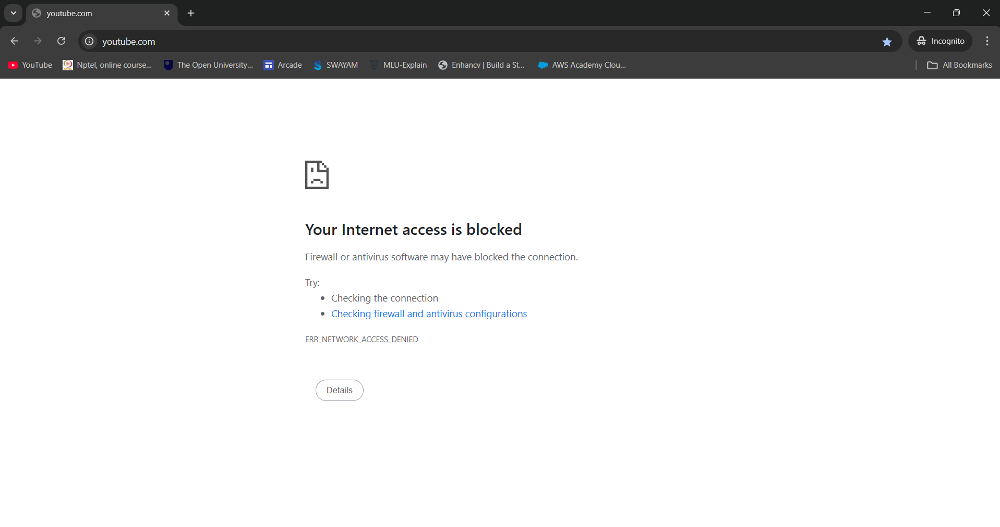 youtube.com
youtube.com
Incognito
YouTube
Nptel, online course...
The Open University...
Arcade
SWAYAM
MLU-Explain
Enhancv | Build a St...
AWS Academy Clou...
All Bookmarks
Your Internet access is blocked
Firewall or antivirus software may have blocked the connection.
Try:
Checking the connection
Checking firewall and antivirus configurations
ERR_NETWORK_ACCESS_DENIED
Details